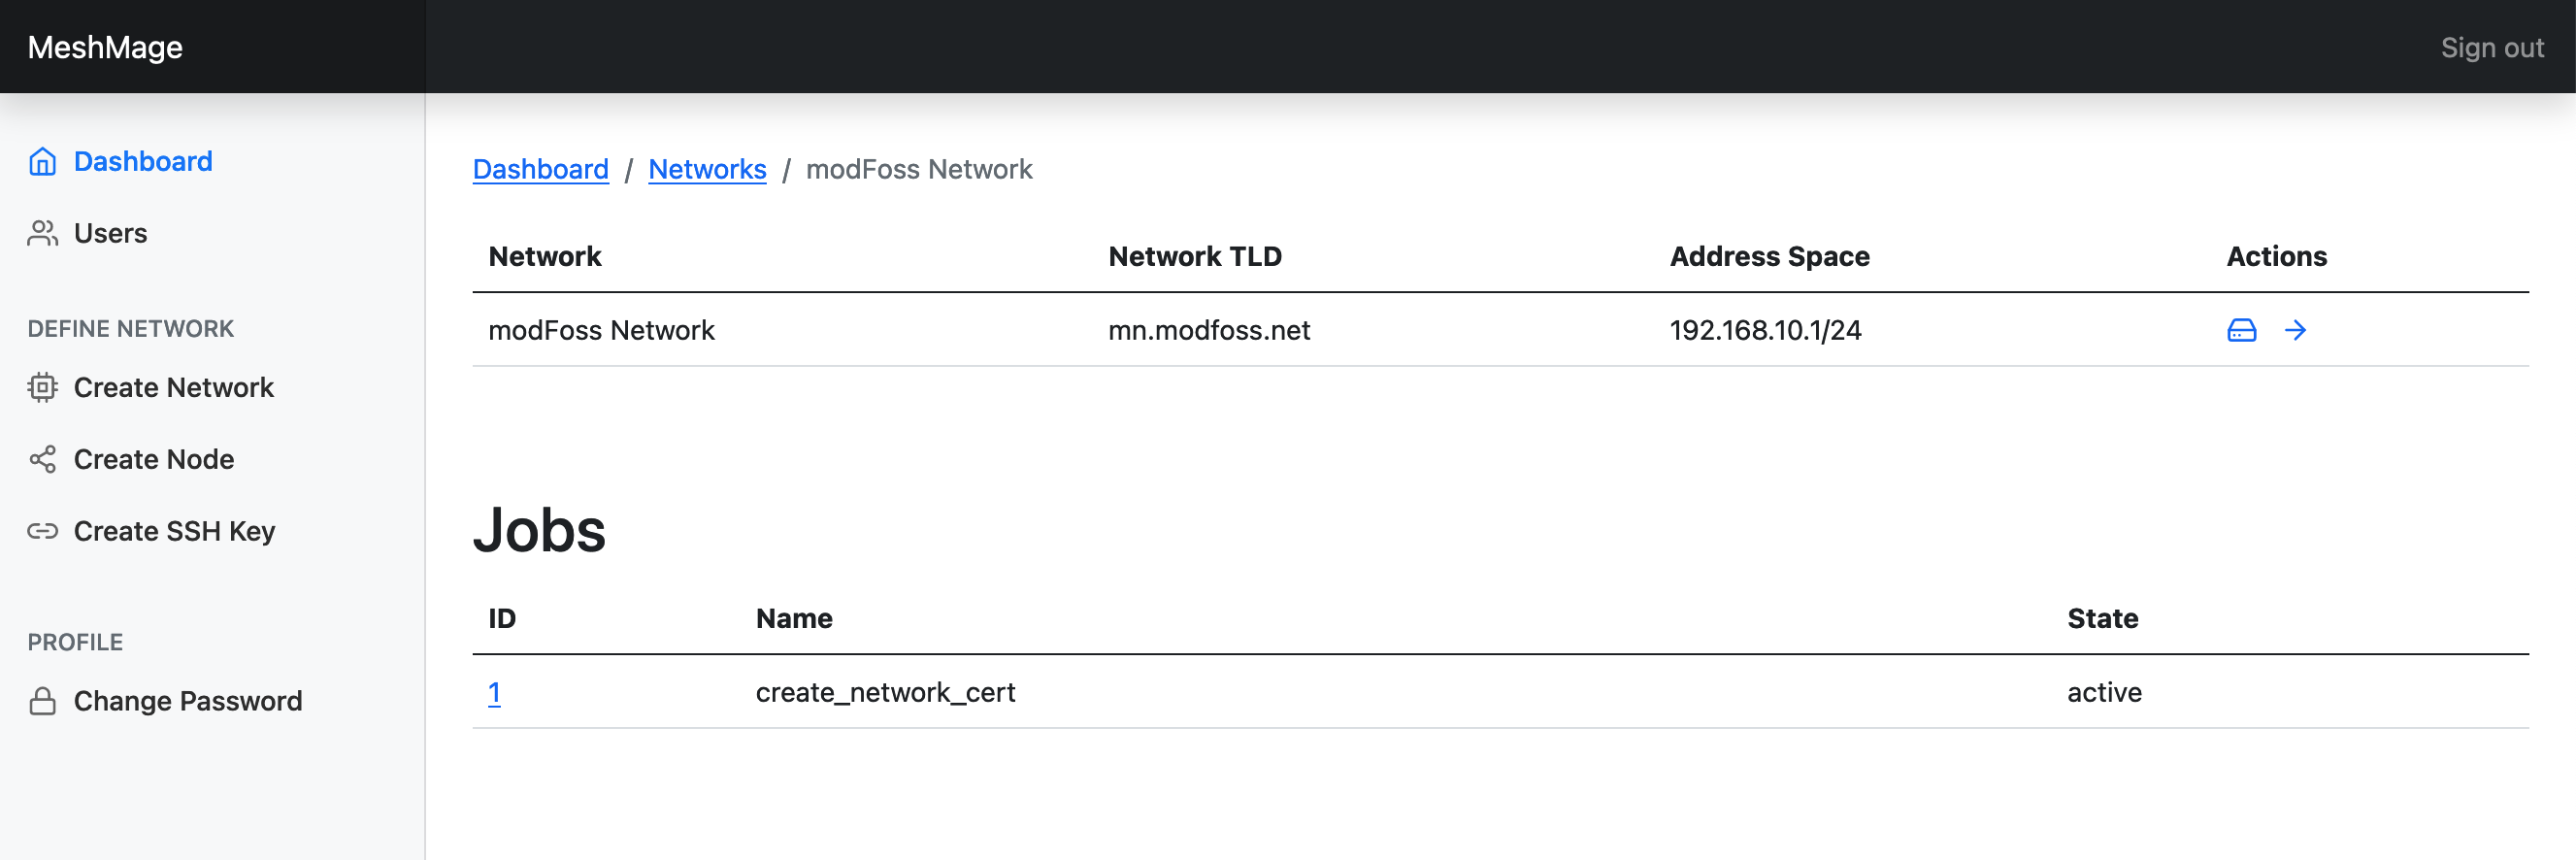 MeshMage
Sign out
Dashboard
Users
DEFINE NETWORK
Create Network
Create Node
Create SSH Key
PROFILE
Change Password
Dashboard / Networks / modFoss Network
Network Network TLD Address Space Actions
modFoss Network mn.modfoss.net 192.168.10.1/24
Jobs
ID Name State
1 create_network_cert active